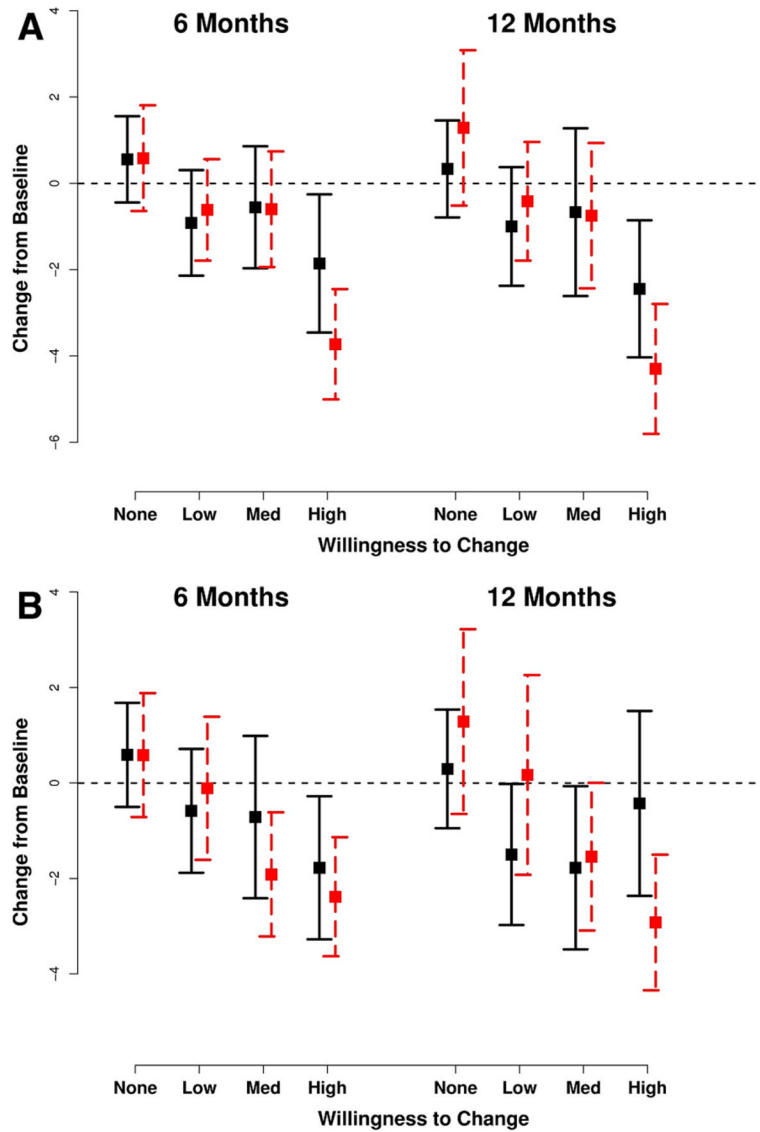 A
6 Months 12 Months
4
2
0
-2
-4
-6
Change from Baseline
None Low Med High None Low Med High
Willingness to Change
B
6 Months 12 Months
4
2
0
-2
-4
Change from Baseline
None Low Med High None Low Med High
Willingness to Change